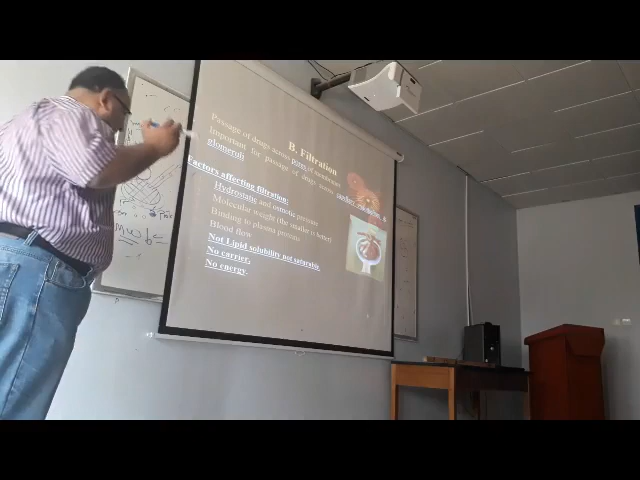 B. Filtration
Passage of drugs across pores of membranes
Important for passage of drugs across capillary endothelium &
glomeruli
Factors affecting filtration:
Hydrostatic and osmotic pressure
Molecular weight (the smaller is better)
Binding to plasma proteins
Blood flow
Not Lipid solubility not saturable
No carrier,
No energy.